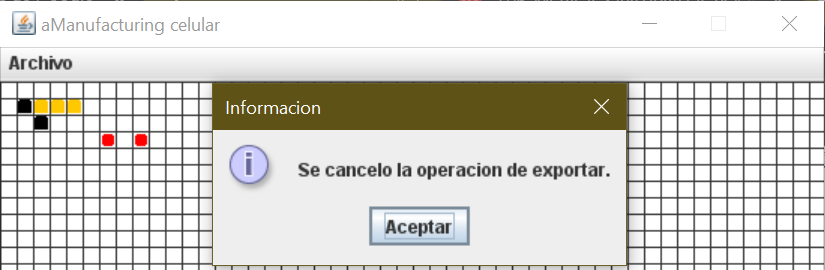 aManufacturing celular
Archivo
Informacion
Se cancelo la operacion de exportar.
Aceptar